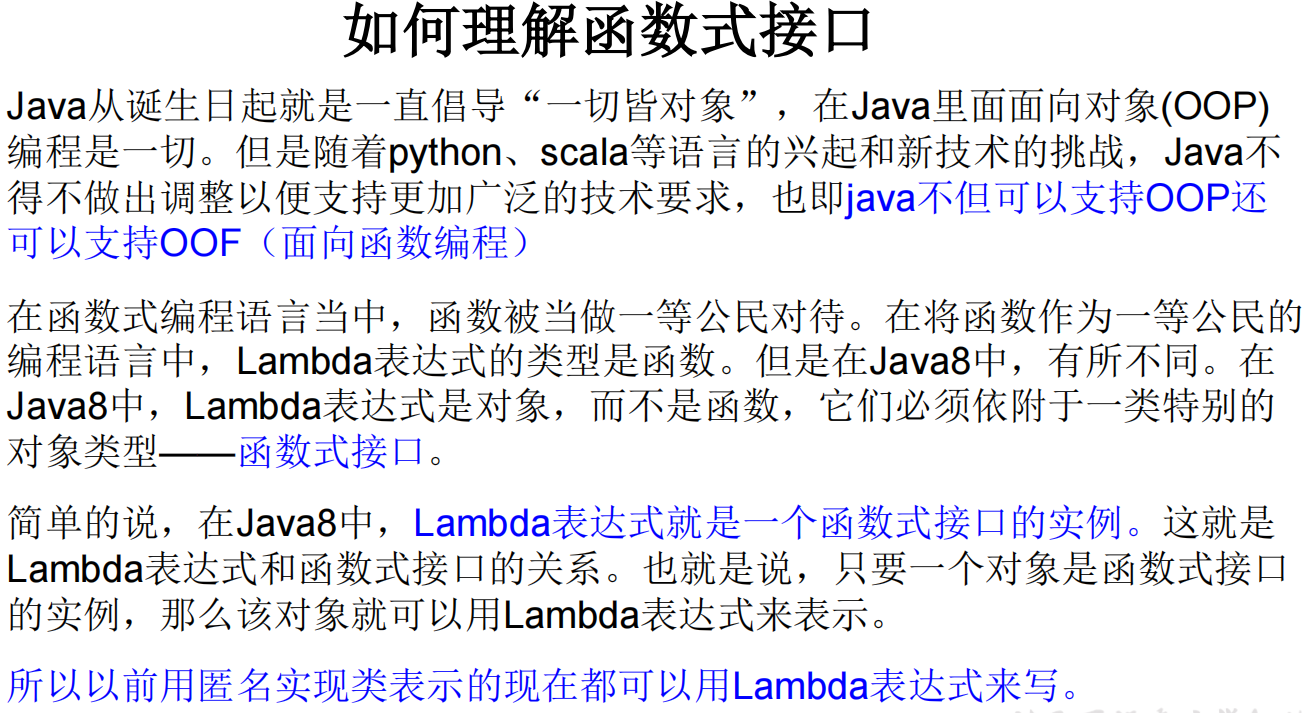 如何理解函数式接口
Java从诞生日起就是一直倡导“一切皆对象”，在Java里面面向对象(OOP)
编程是一切。但是随着python、scala等语言的兴起和新技术的挑战，Java不
得不做出调整以便支持更加广泛的技术要求，也即java不但可以支持OOP还
可以支持OOF（面向函数编程）
在函数式编程语言当中，函数被当做一等公民对待。在将函数作为一等公民的
编程语言中，Lambda表达式的类型是函数。但是在Java8中，有所不同。在
Java8中，Lambda表达式是对象，而不是函数，它们必须依附于一类特别的
对象类型——函数式接口。
简单的说，在Java8中，Lambda表达式就是一个函数式接口的实例。这就是
Lambda表达式和函数式接口的关系。也就是说，只要一个对象是函数式接口
的实例，那么该对象就可以用Lambda表达式来表示。
所以以前用匿名实现类表示的现在都可以用Lambda表达式来写。